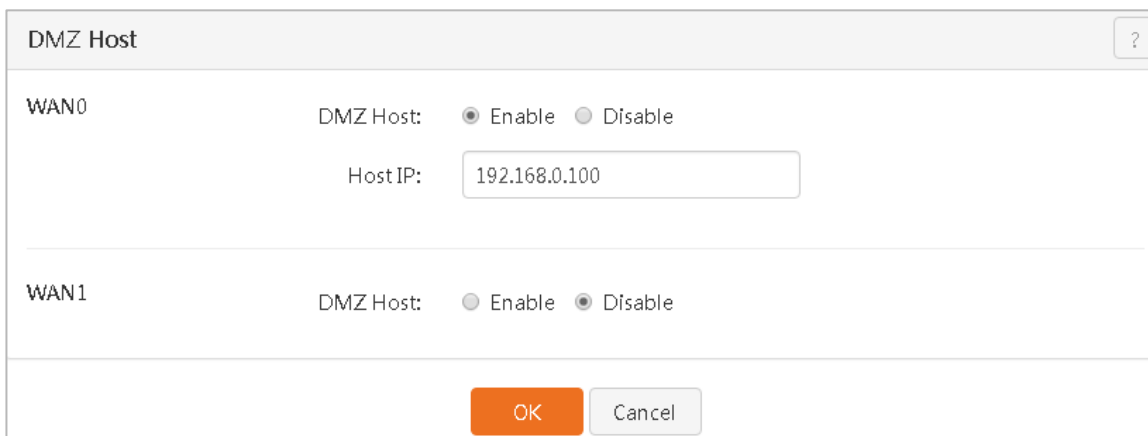 DMZ Host
?
WAN0
DMZ Host: Enable Disable
Host IP: 192.168.0.100
WAN1
DMZ Host: Enable Disable
OK Cancel